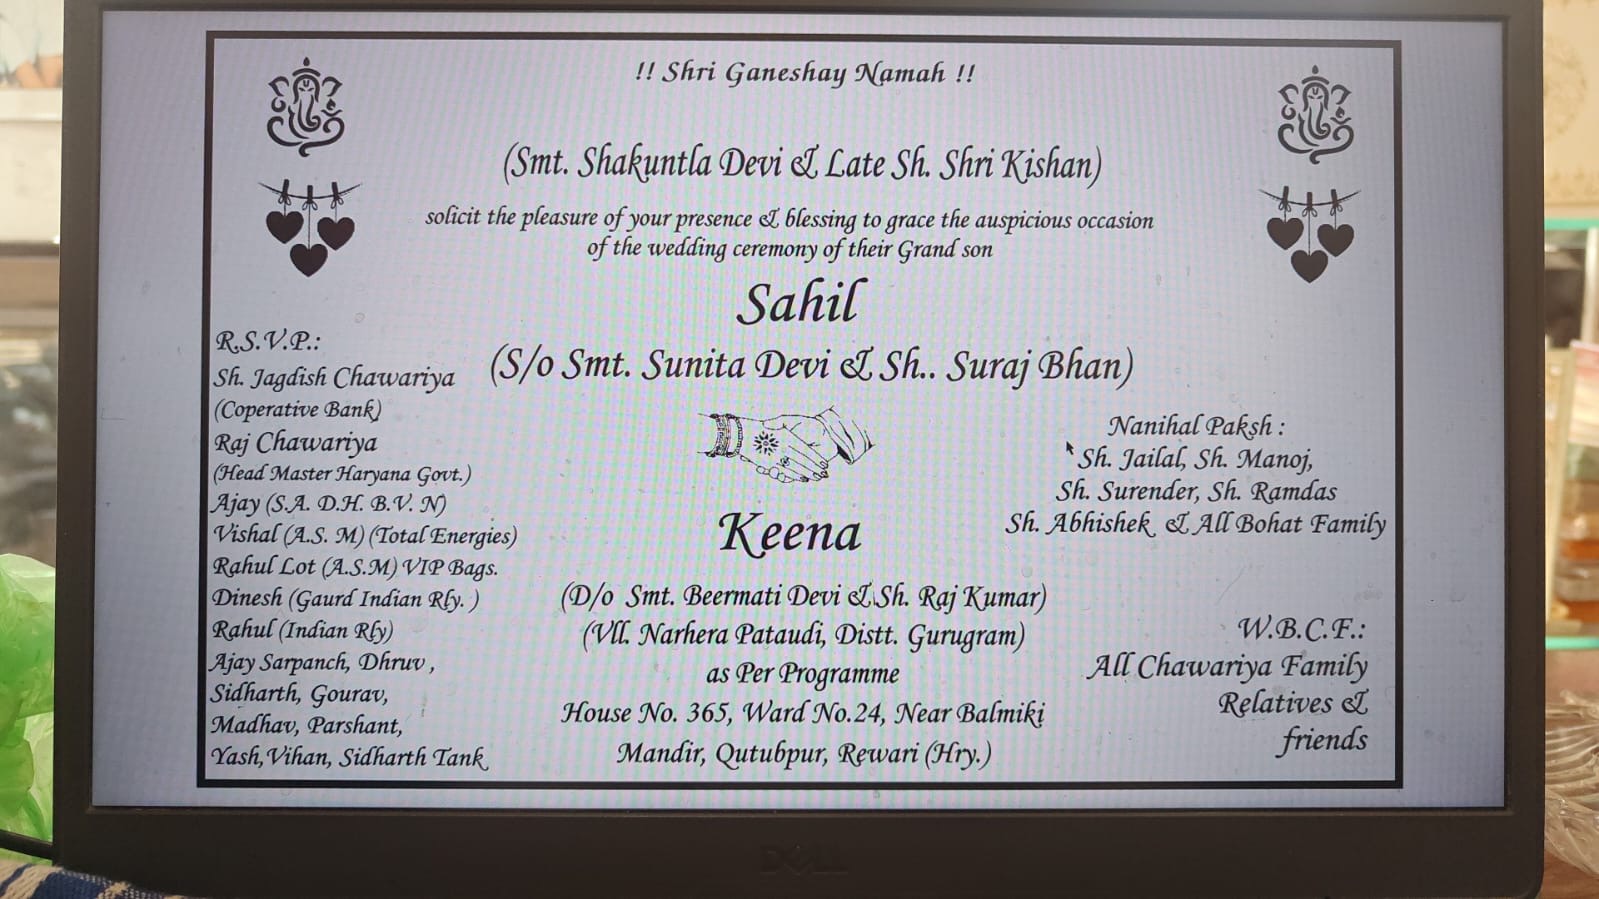 !! Shri Ganeshay Namah !!
(Smt. Shakuntla Devi & Late Sh. Shri Kishan)
solicit the pleasure of your presence & blessing to grace the auspicious occasion
of the wedding ceremony of their Grand son
Sahil
(S/o Smt. Sunita Devi & Sh.. Suraj Bhan)
Keena
(D/o Smt. Beermati Devi & Sh. Raj Kumar)
(Vll. Narhera Pataudi, Distt. Gurugram)
as Per Programme
House No. 365, Ward No.24, Near Balmiki
Mandir, Qutubpur, Rewari (Hry.)
R.S.V.P.:
Sh. Jagdish Chawariya
(Coperative Bank)
Raj Chawariya
(Head Master Haryana Govt.)
Ajay (S.A. D.H. B.V. N)
Vishal (A.S. M) (Total Energies)
Rahul Lot (A.S.M) VIP Bags.
Dinesh (Gaurd Indian Rly. )
Rahul (Indian Rly)
Ajay Sarpanch, Dhruv ,
Sidharth, Gourav,
Madhav, Parshant,
Yash,Vihan, Sidharth Tank
Nanihal Paksh :
Sh. Jailal, Sh. Manoj,
Sh. Surender, Sh. Ramdas
Sh. Abhishek & All Bohat Family
W.B.C.F.:
All Chawariya Family
Relatives &
friends
DELL